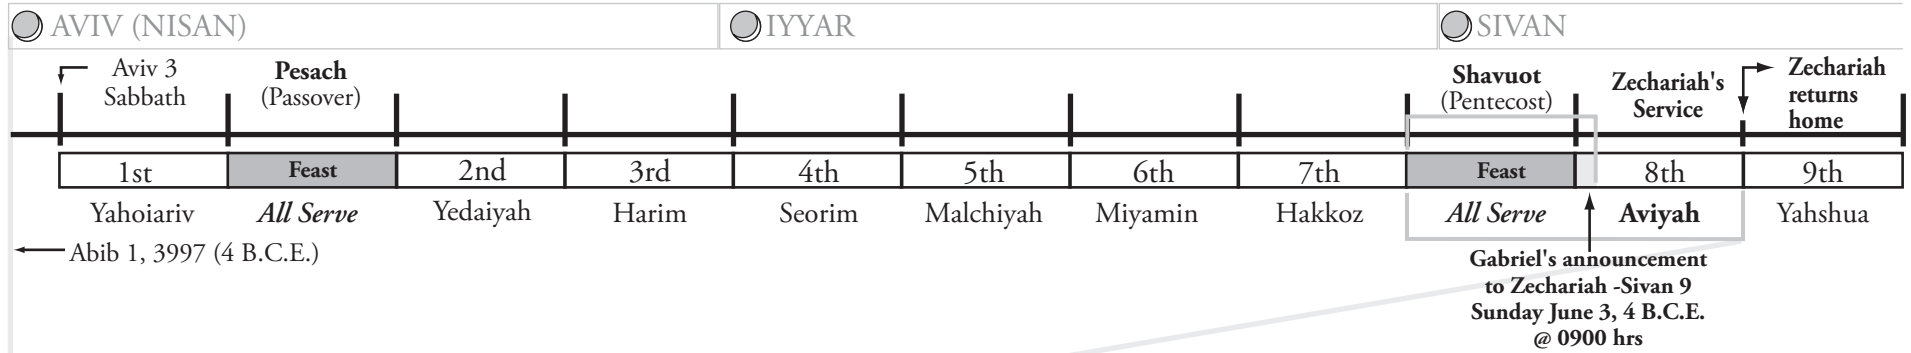 AVIV (NISAN)
IYYAR
SIVAN
Aviv 3
Sabbath
Pesach
(Passover)
Shavuot
(Pentecost)
Zechariah's
Service
Zechariah
returns
home
1st
Feast
2nd
3rd
4th
5th
6th
7th
Feast
8th
9th
Yahoiariv
All Serve
Yedaiyah
Harim
Seorim
Malchiyah
Miyamin
Hakkoz
All Serve
Aviyah
Yahshua
Abib 1, 3997 (4 B.C.E.)
Gabriel's announcement
to Zechariah -Sivan 9
Sunday June 3, 4 B.C.E.
@ 0900 hrs